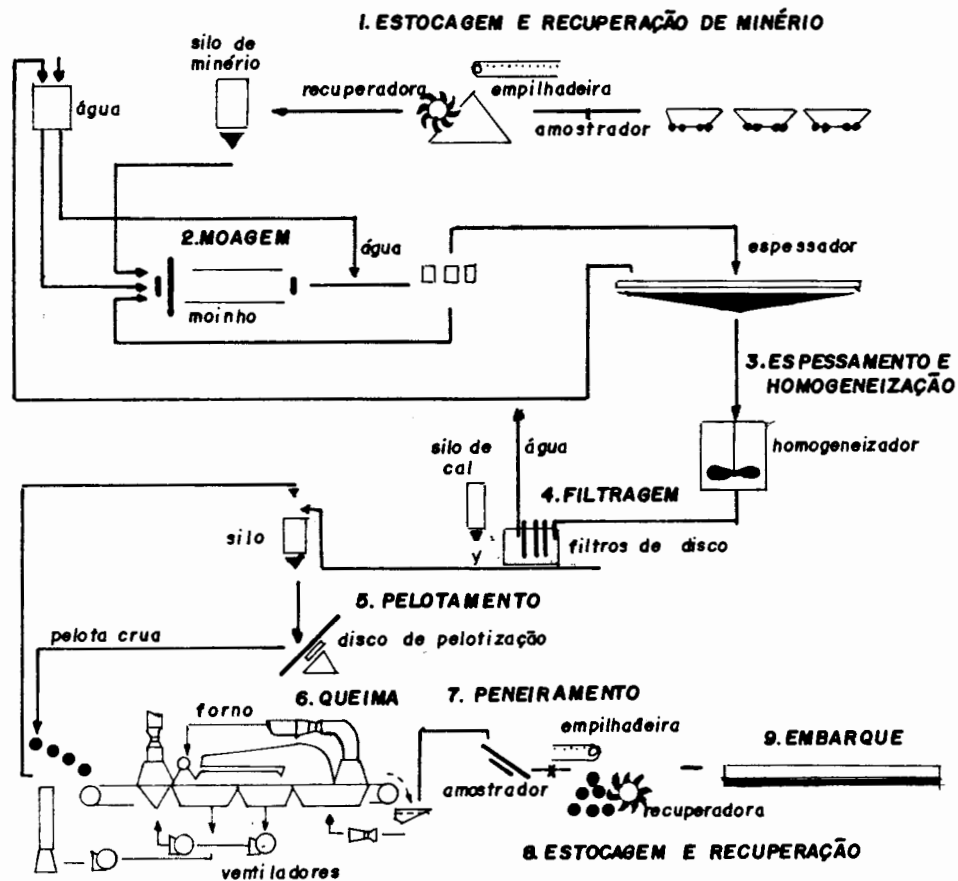 1. ESTOCAGEM E RECUPERAÇÃO DE MINÉRIO
silo de
minério
água
recuperadora
empilhadeira
amostrador
2. MOAGEM
água
moinho
espessador
3. ESPESSAMENTO E
HOMOGENEIZAÇÃO
homogeneizador
silo de
cal
água
4. FILTRAGEM
filtros de disco
silo
5. PELOTAMENTO
pelota crua
disco de pelotização
6. QUEIMA
forno
ventiladores
7. PENEIRAMENTO
empilhadeira
amostrador
recuperadora
9. EMBARQUE
8. ESTOCAGEM E RECUPERAÇÃO